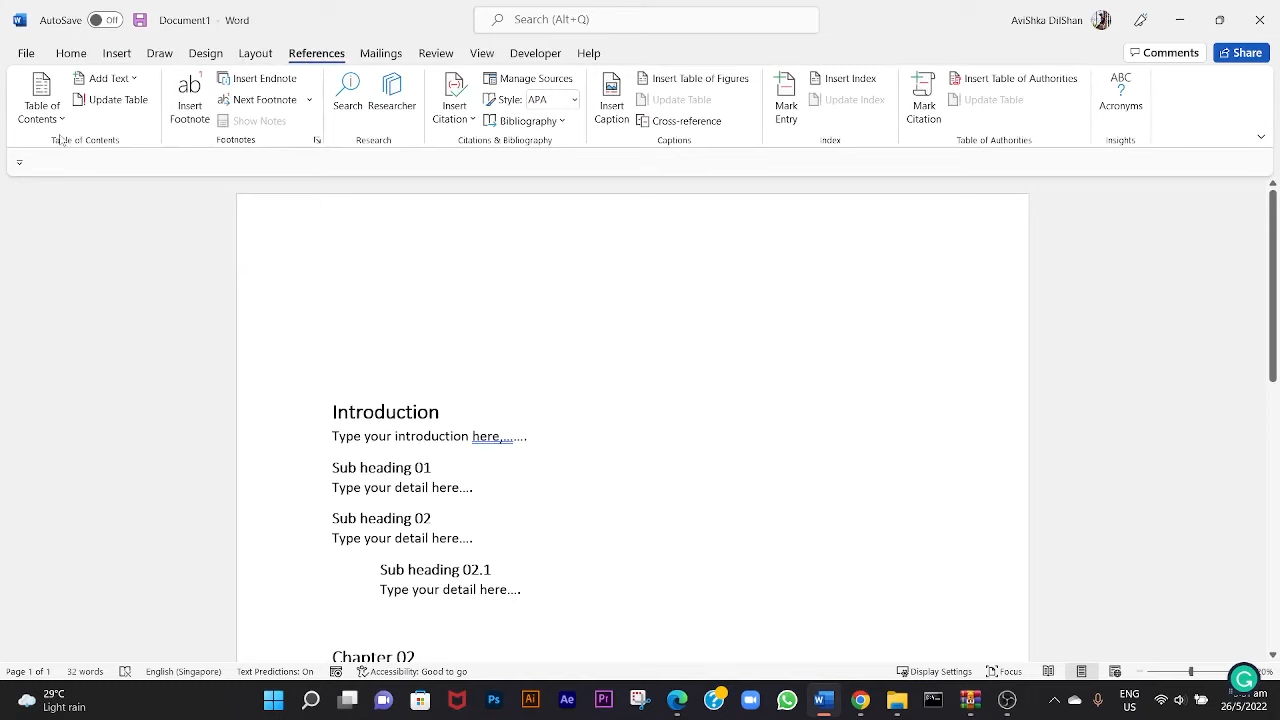 AutoSave Off Document1 - Word Search (Alt+Q) AviShka DilShan
File Home Insert Draw Design Layout References Mailings Review View Developer Help Comments Share
Table of Contents
Add Text
Update Table
Table of Contents
ab
Insert Footnote
Insert Endnote
Next Footnote
Show Notes
Footnotes
Search
Researcher
Research
Insert Citation
Manage Sources
Style: APA
Bibliography
Citations & Bibliography
Insert Caption
Insert Table of Figures
Update Table
Cross-reference
Captions
Mark Entry
Insert Index
Update Index
Index
Mark Citation
Insert Table of Authorities
Update Table
Table of Authorities
ABC
?
Acronyms
Insights
Introduction
Type your introduction here,.......
Sub heading 01
Type your detail here....
Sub heading 02
Type your detail here....
Sub heading 02.1
Type your detail here....
Chapter 02
Page 1 of 1 32 words English (Singapore) Text Predictions: On Accessibility: Good to go Display Settings Focus
29°C
Light rain
ENG
US
26/5/2022